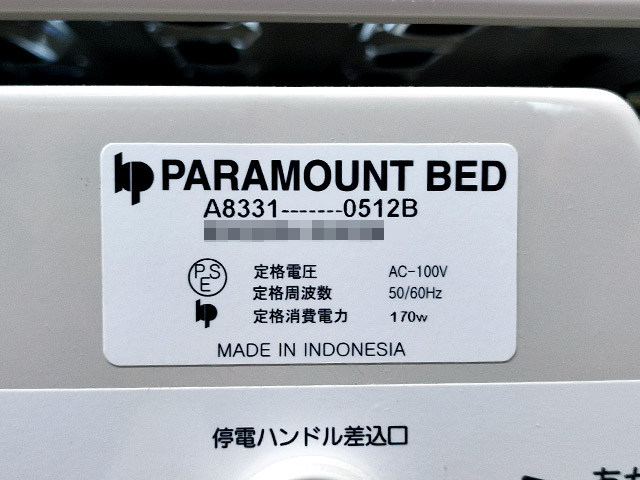 PARAMOUNT BED
A8331-------0512B
PSE
定格電圧 AC-100V
定格周波数 50/60Hz
定格消費電力 170w
MADE IN INDONESIA
停電ハンドル差込口